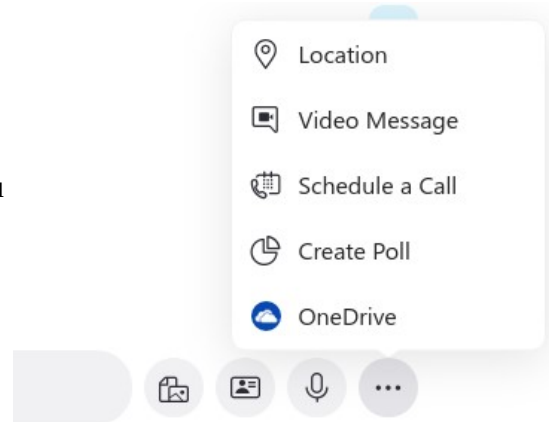 Location
Video Message
Schedule a Call
Create Poll
OneDrive